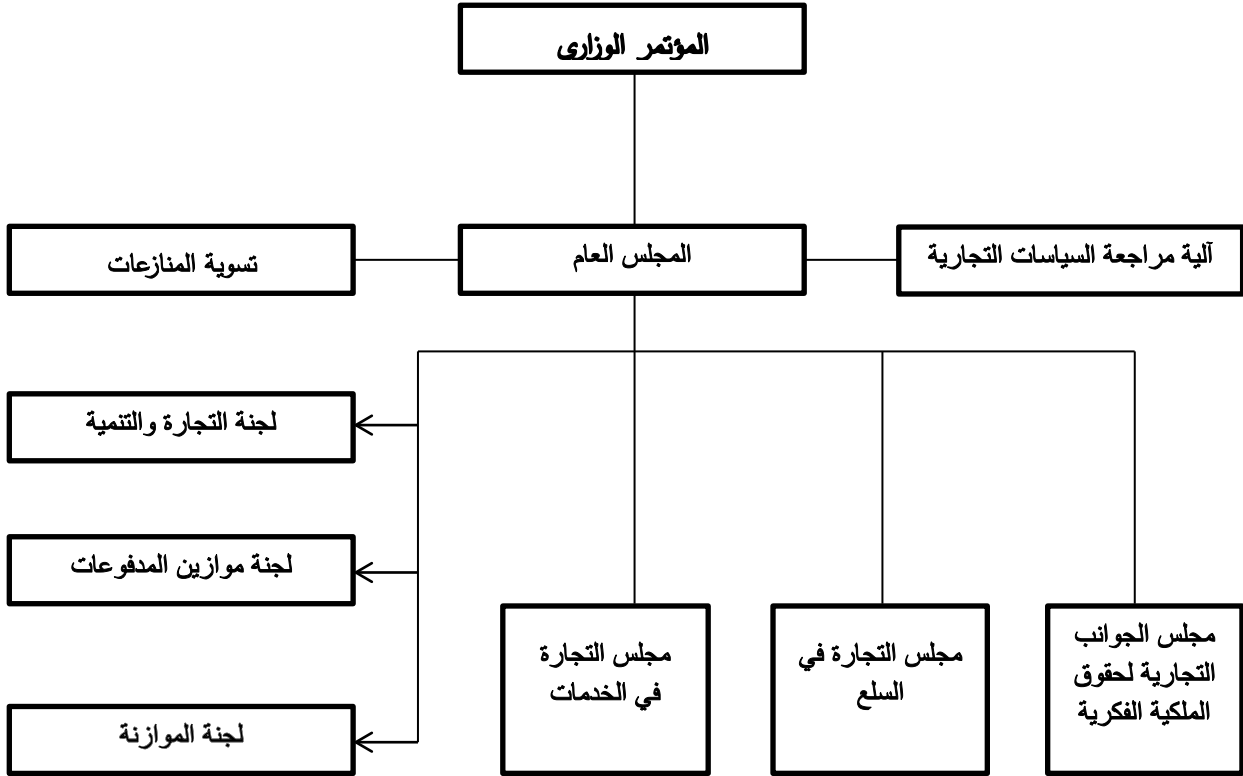 المؤتمر الوزارى
آلية مراجعة السياسات التجارية
المجلس العام
تسوية المنازعات
لجنة التجارة والتنمية
لجنة موازين المدفوعات
لجنة الموازنة
مجلس الجوانب
التجارية لحقوق
الملكية الفكرية
مجلس التجارة في
السلع
مجلس التجارة
في الخدمات